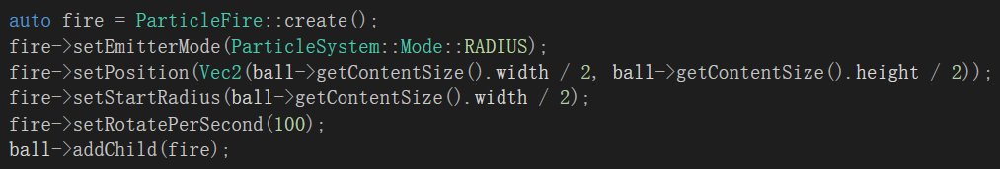 auto fire = ParticleFire::create();
fire->setEmitterMode(ParticleSystem::Mode::RADIUS);
fire->setPosition(Vec2(ball->getContentSize().width / 2, ball->getContentSize().height / 2));
fire->setStartRadius(ball->getContentSize().width / 2);
fire->setRotatePerSecond(100);
ball->addChild(fire);